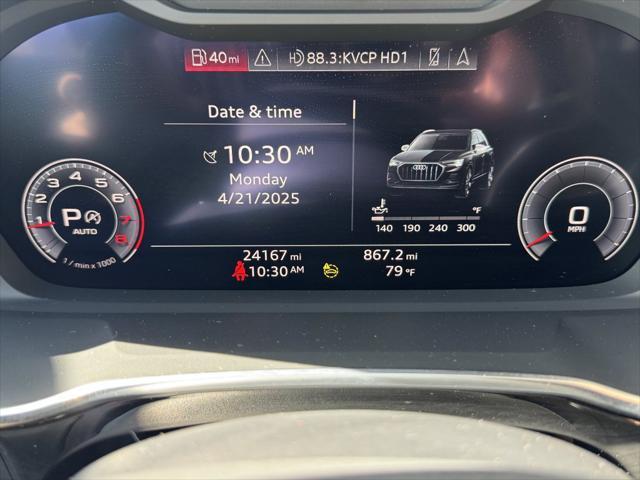 40 mi 88.3:KVCP HD1
Date & time
10:30 AM
Monday
4/21/2025
140 190 240 300 °F
1 2 3 4 5 6 7 8
P
AUTO
1 / min x 1000
0
MPH
24167 mi 867.2 mi
10:30 AM 79 °F